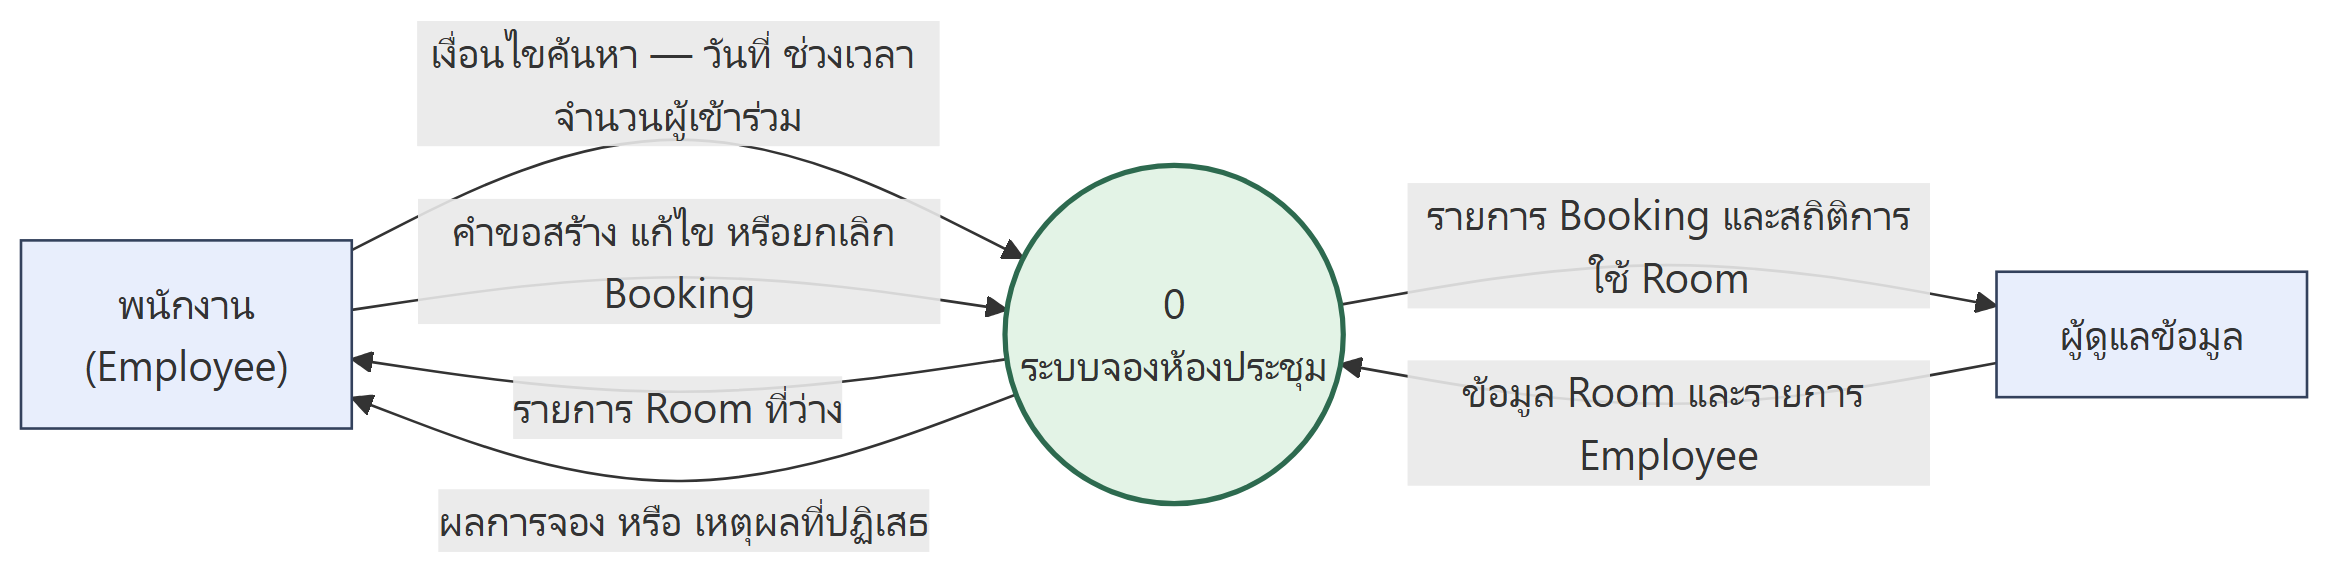 เงื่อนไขค้นหา — วันที่ ช่วงเวลา
จำนวนผู้เข้าร่วม
คำขอสร้าง แก้ไข หรือยกเลิก
Booking
พนักงาน
(Employee)
รายการ Room ที่ว่าง
ผลการจอง หรือ เหตุผลที่ปฏิเสธ
0
ระบบจองห้องประชุม
รายการ Booking และสถิติการ
ใช้ Room
ข้อมูล Room และรายการ
Employee
ผู้ดูแลข้อมูล